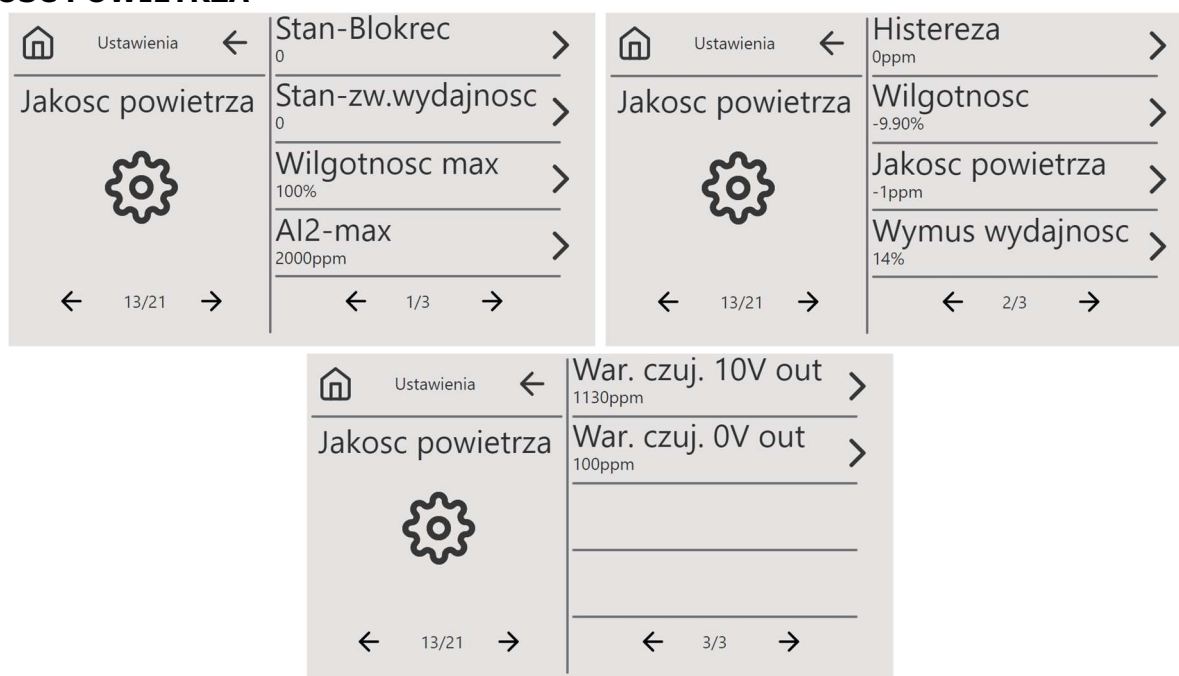 Ustawienia
Jakosc powietrza
13/21
Stan-Blokrec
0
Stan-zw.wydajnosc
0
Wilgotnosc max
100%
AI2-max
2000ppm
1/3
Ustawienia
Jakosc powietrza
13/21
Histereza
0ppm
Wilgotnosc
-9.90%
Jakosc powietrza
-1ppm
Wymus wydajnosc
14%
2/3
Ustawienia
Jakosc powietrza
13/21
War. czuj. 10V out
1130ppm
War. czuj. 0V out
100ppm
3/3